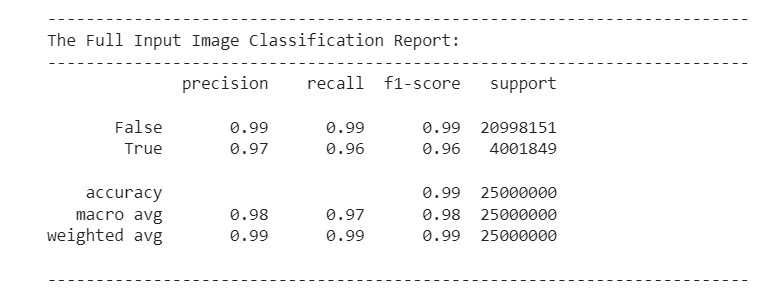 The Full Input Image Classification Report:
precision recall f1-score support
False 0.99 0.99 0.99 20998151
True 0.97 0.96 0.96 4001849
accuracy 0.99 25000000
macro avg 0.98 0.97 0.98 25000000
weighted avg 0.99 0.99 0.99 25000000